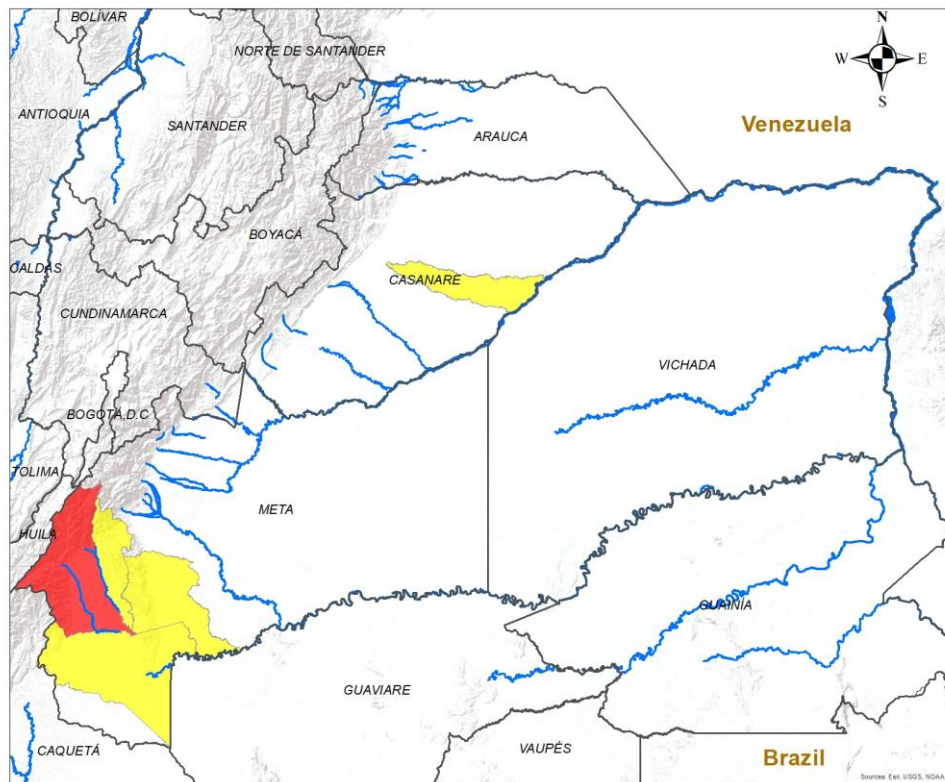 BOLÍVAR
N
NORTE DE SANTANDER
W
E
S
ANTIOQUIA
SANTANDER
ARAUCA
Venezuela
BOYACÁ
CALDAS
CASANARE
CUNDINAMARCA
VICHADA
BOGOTÁ,D.C
TOLIMA
META
HUILA
GUAINÍA
GUAVIARE
CAQUETÁ
VAUPÉS
Brazil
Sources: Esri, USGS, NOAA